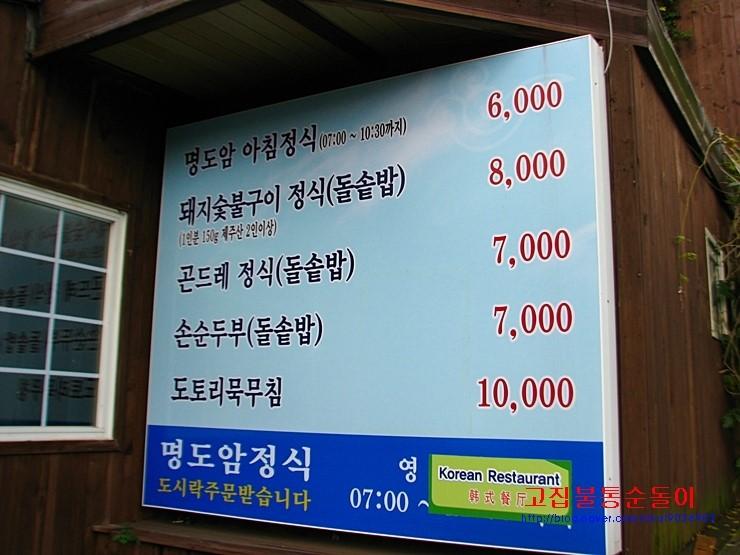 명도암 아침정식(07:00 ~ 10:30까지) 6,000
돼지숯불구이 정식(돌솥밥) 8,000
(1인분 150g 제주산 2인이상)
곤드레 정식(돌솥밥) 7,000
손순두부(돌솥밥) 7,000
도토리묵무침 10,000
명도암정식 영
도시락주문받습니다 07:00 ~
Korean Restaurant
韩式餐厅
고집불통순돌이